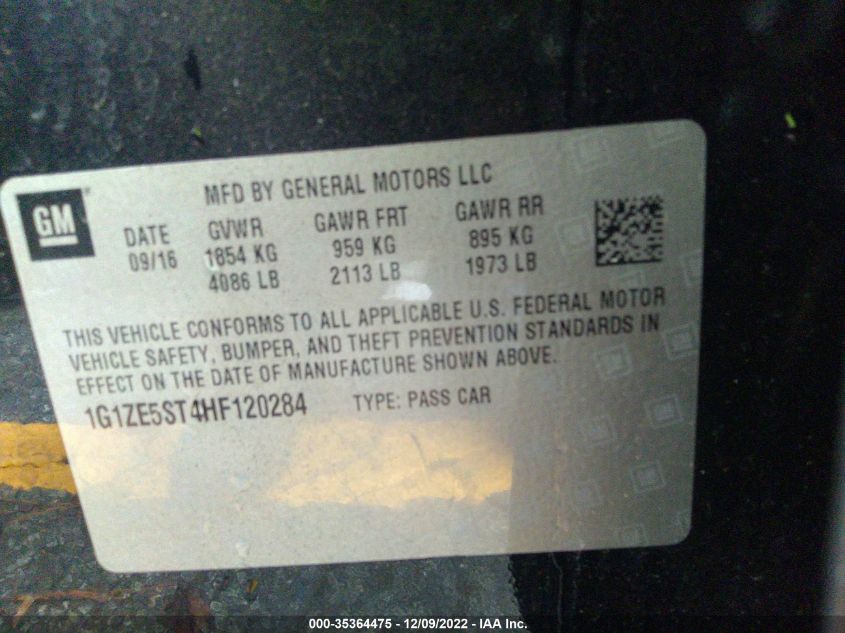 MFD BY GENERAL MOTORS LLC
GM
DATE GVWR GAWR FRT GAWR RR
09/16 1854 KG 959 KG 895 KG
4086 LB 2113 LB 1973 LB
THIS VEHICLE CONFORMS TO ALL APPLICABLE U.S. FEDERAL MOTOR
VEHICLE SAFETY, BUMPER, AND THEFT PREVENTION STANDARDS IN
EFFECT ON THE DATE OF MANUFACTURE SHOWN ABOVE.
1G1ZE5ST4HF120284 TYPE: PASS CAR
000-35364475 - 12/09/2022 - IAA Inc.